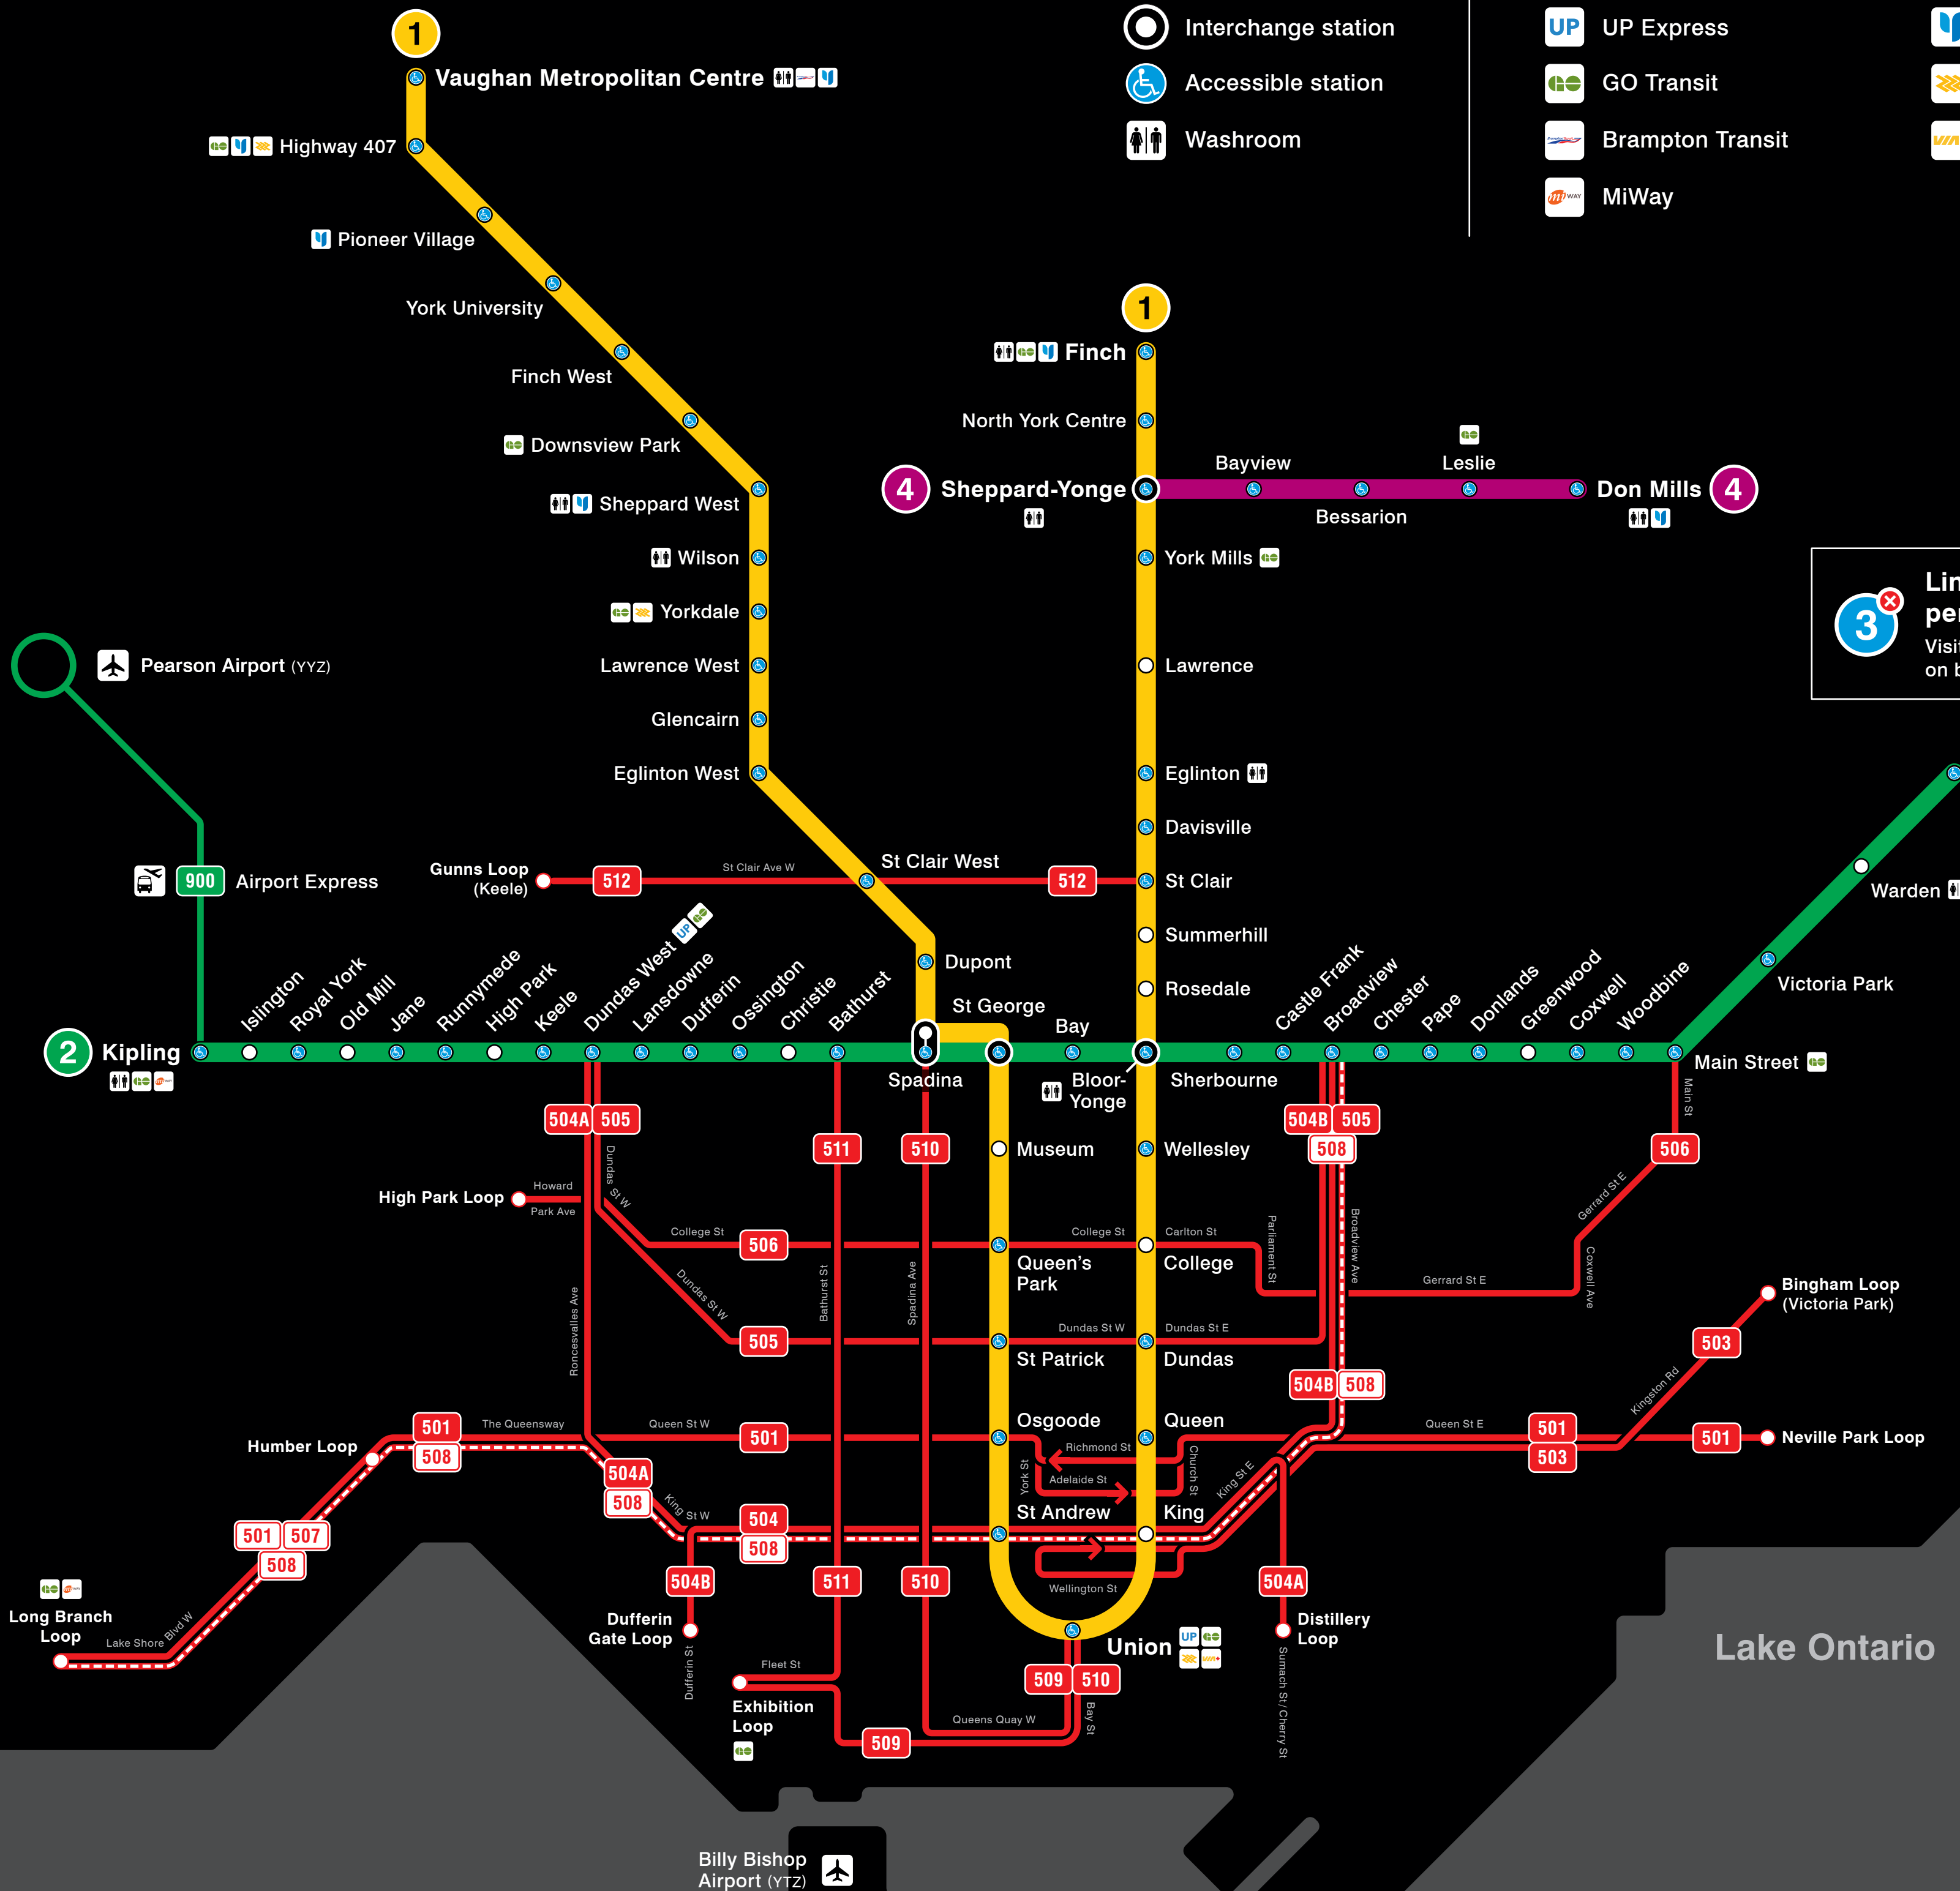 1
Vaughan Metropolitan Centre
Highway 407
Pioneer Village
York University
Finch West
Downsview Park
Sheppard West
Wilson
Yorkdale
Lawrence West
Glencairn
Eglinton West
Interchange station
Accessible station
Washroom
UP UP Express
GO Transit
Brampton Transit
MiWay
1
Finch
North York Centre
4 Sheppard-Yonge
Bayview
Leslie
Bessarion
Don Mills 4
York Mills
Lawrence
Eglinton
Davisville
St Clair
Summerhill
Rosedale
3
Pearson Airport (YYZ)
900 Airport Express
Gunns Loop
(Keele)
512
St Clair Ave W
St Clair West
512
Dupont
St George
Bay
2 Kipling
Islington
Royal York
Old Mill
Jane
Runnymede
High Park
Keele
Dundas West UP
Lansdowne
Dufferin
Ossington
Christie
Bathurst
Spadina
Bloor-
Yonge
Sherbourne
Castle Frank
Broadview
Chester
Pape
Donlands
Greenwood
Coxwell
Woodbine
Main Street
Victoria Park
Warden
504A 505
511
510
Museum
Wellesley
504B 505
508
Main St
506
High Park Loop
Howard
Park Ave
Dundas St W
College St
506
College St
Carlton St
Queen's
Park
College
Parliament St
Broadview Ave
Gerrard St E
Coxwell Ave
Gerrard St E
Roncesvalles Ave
Dundas St W
505
Bathurst St
Spadina Ave
Dundas St W
Dundas St E
St Patrick
Dundas
504B 508
Bingham Loop
(Victoria Park)
503
Kingston Rd
Humber Loop
501
508
The Queensway
Queen St W
501
Osgoode
Queen
Richmond St
York St
Adelaide St
Church St
Queen St E
501
503
501
Neville Park Loop
504A
508
King St W
504
508
St Andrew
King
King St E
501 507
508
504B
511
510
Wellington St
504A
Long Branch
Loop
Lake Shore Blvd W
Dufferin
Gate Loop
Dufferin St
Union
UP
Distillery
Loop
Sumach St / Cherry St
Fleet St
Exhibition
Loop
509 510
Bay St
Queens Quay W
509
Lake Ontario
Billy Bishop
Airport (YTZ)